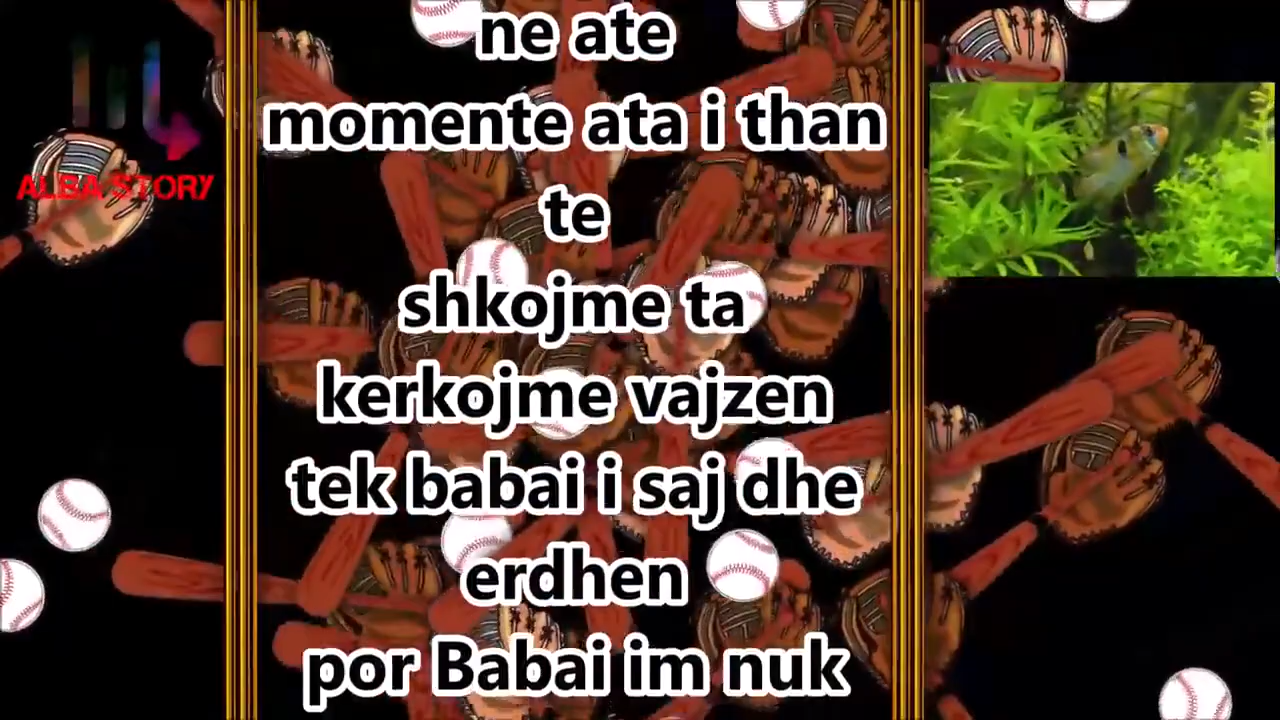 ne ate
momente ata i than
te
shkojme ta
kerkojme vajzen
tek babai i saj dhe
erdhen
por Babai im nuk
ALBA STORY